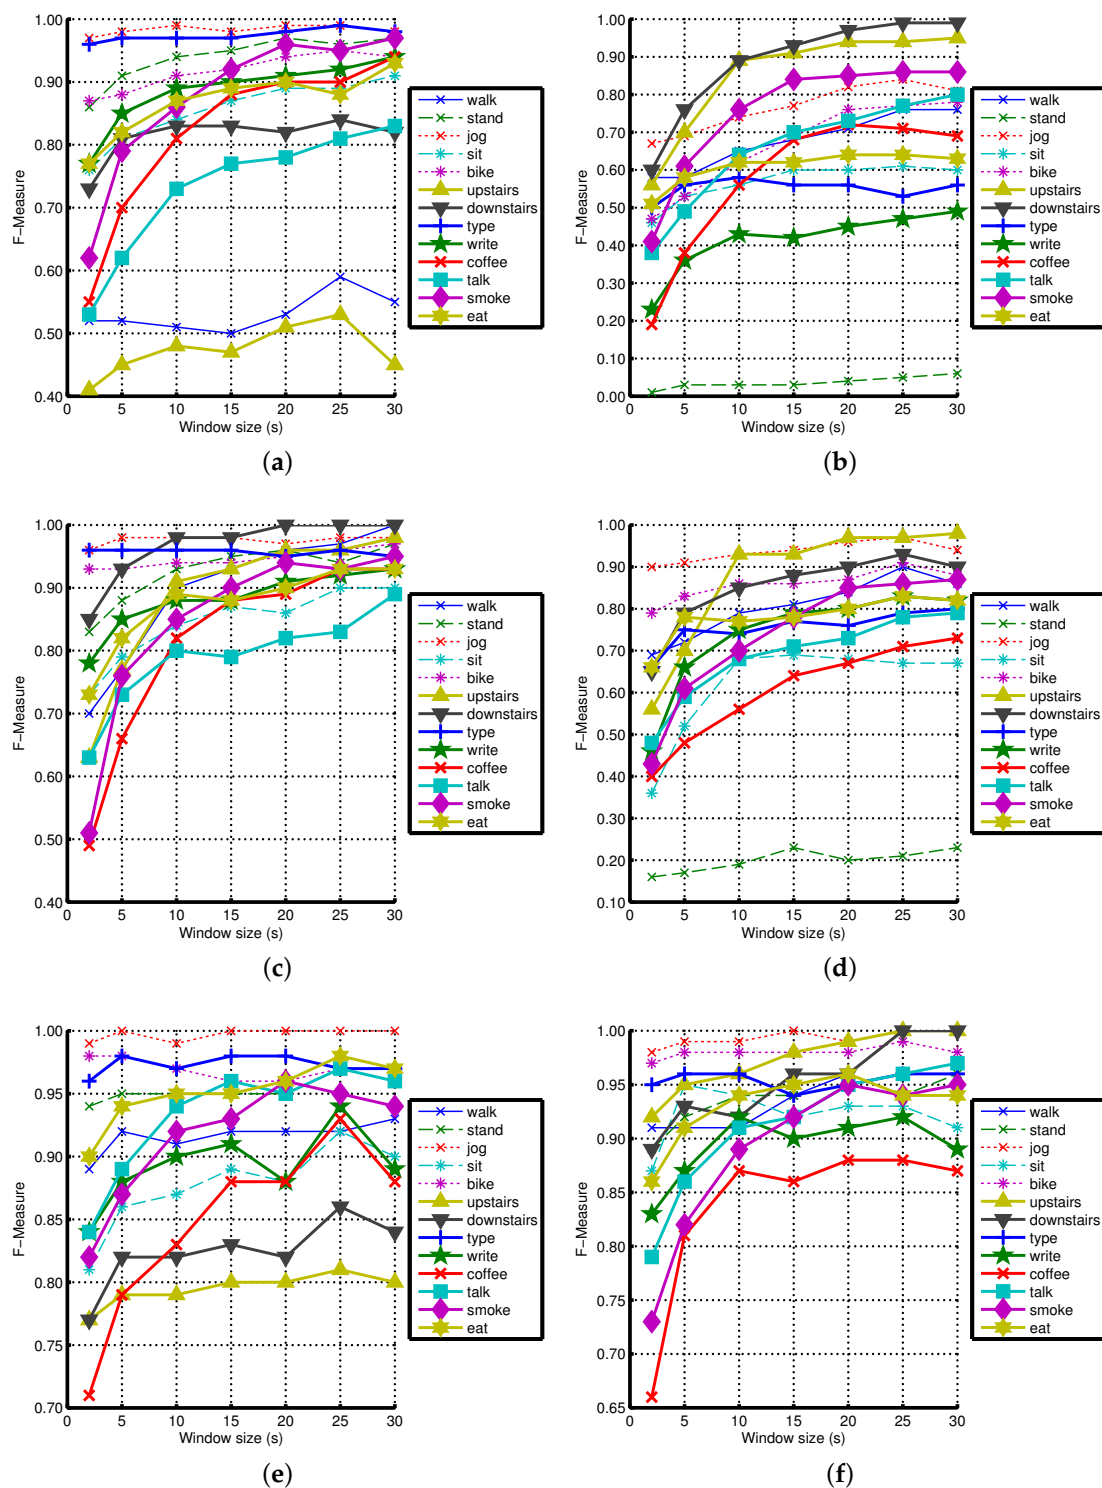 1.00
0.90
0.80
0.70
0.60
0.50
0.40
F−Measure
0 5 10 15 20 25 30
Window size (s)
walk
stand
jog
sit
bike
upstairs
downstairs
type
write
coffee
talk
smoke
eat
(a)
1.00
0.90
0.80
0.70
0.60
0.50
0.40
0.30
0.20
0.10
0.00
F−Measure
0 5 10 15 20 25 30
Window size (s)
walk
stand
jog
sit
bike
upstairs
downstairs
type
write
coffee
talk
smoke
eat
(b)
1.00
0.90
0.80
0.70
0.60
0.50
0.40
F−Measure
0 5 10 15 20 25 30
Window size (s)
walk
stand
jog
sit
bike
upstairs
downstairs
type
write
coffee
talk
smoke
eat
(c)
1.00
0.90
0.80
0.70
0.60
0.50
0.40
0.30
0.20
0.10
F−Measure
0 5 10 15 20 25 30
Window size (s)
walk
stand
jog
sit
bike
upstairs
downstairs
type
write
coffee
talk
smoke
eat
(d)
1.00
0.95
0.90
0.85
0.80
0.75
0.70
F−Measure
0 5 10 15 20 25 30
Window size (s)
walk
stand
jog
sit
bike
upstairs
downstairs
type
write
coffee
talk
smoke
eat
(e)
1.00
0.95
0.90
0.85
0.80
0.75
0.70
0.65
F−Measure
0 5 10 15 20 25 30
Window size (s)
walk
stand
jog
sit
bike
upstairs
downstairs
type
write
coffee
talk
smoke
eat
(f)